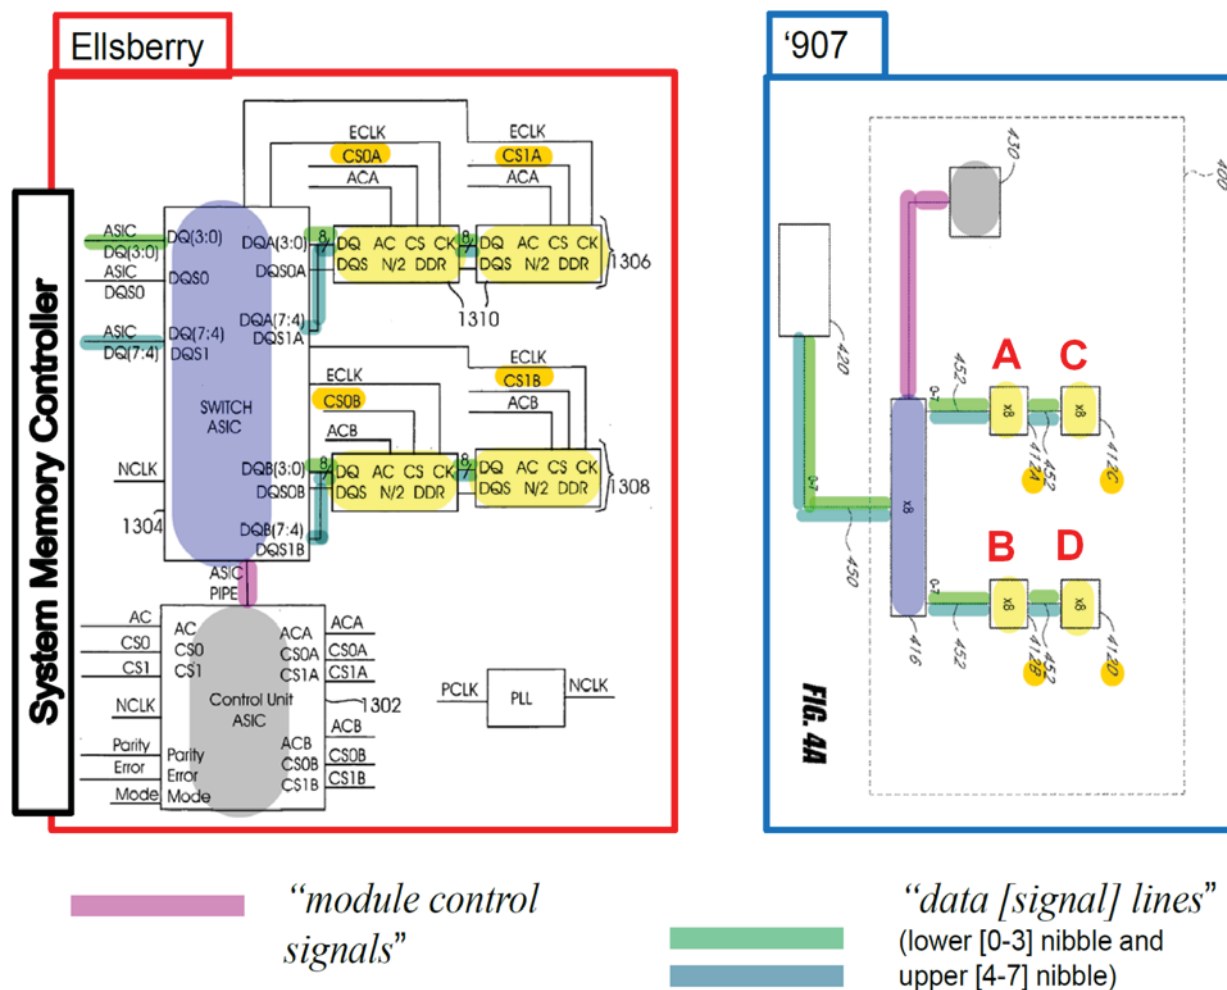 Ellsberry
System Memory Controller
ECLK
CS0A
ACA
ECLK
CS1A
ACA
ASIC
DQ(3:0)
ASIC
DQS0
ASIC
DQ(7:4)
NCLK
1304
DQ(3:0)
DQS0
DQ(7:4)
DQS1
SWITCH
ASIC
DQA(3:0)
DQS0A
DQA(7:4)
DQS1A
DQB(3:0)
DQS0B
DQB(7:4)
DQS1B
8
DQ AC CS CK
DQS N/2 DDR
8
DQ AC CS CK
DQS N/2 DDR
1306
1310
ECLK
CS0B
ACB
ECLK
CS1B
ACB
8
DQ AC CS CK
DQS N/2 DDR
8
DQ AC CS CK
DQS N/2 DDR
1308
ASIC
PIPE
AC
CS0
CS1
NCLK
Parity
Error
Mode
AC
CS0
CS1
Parity
Error
Mode
Control Unit
ASIC
ACA
CS0A
CS1A
ACB
CS0B
CS1B
ACA
CS0A
CS1A
1302
ACB
CS0B
CS1B
PCLK
PLL
NCLK
‘907
430
400
420
A
C
452
0-7
x8
x8
412A
452
412C
0-7
x8
450
B
D
0-7
x8
x8
416
452
412B
452
412D
FIG. 4A
“module control
signals”
“data [signal] lines”
(lower [0-3] nibble and
upper [4-7] nibble)